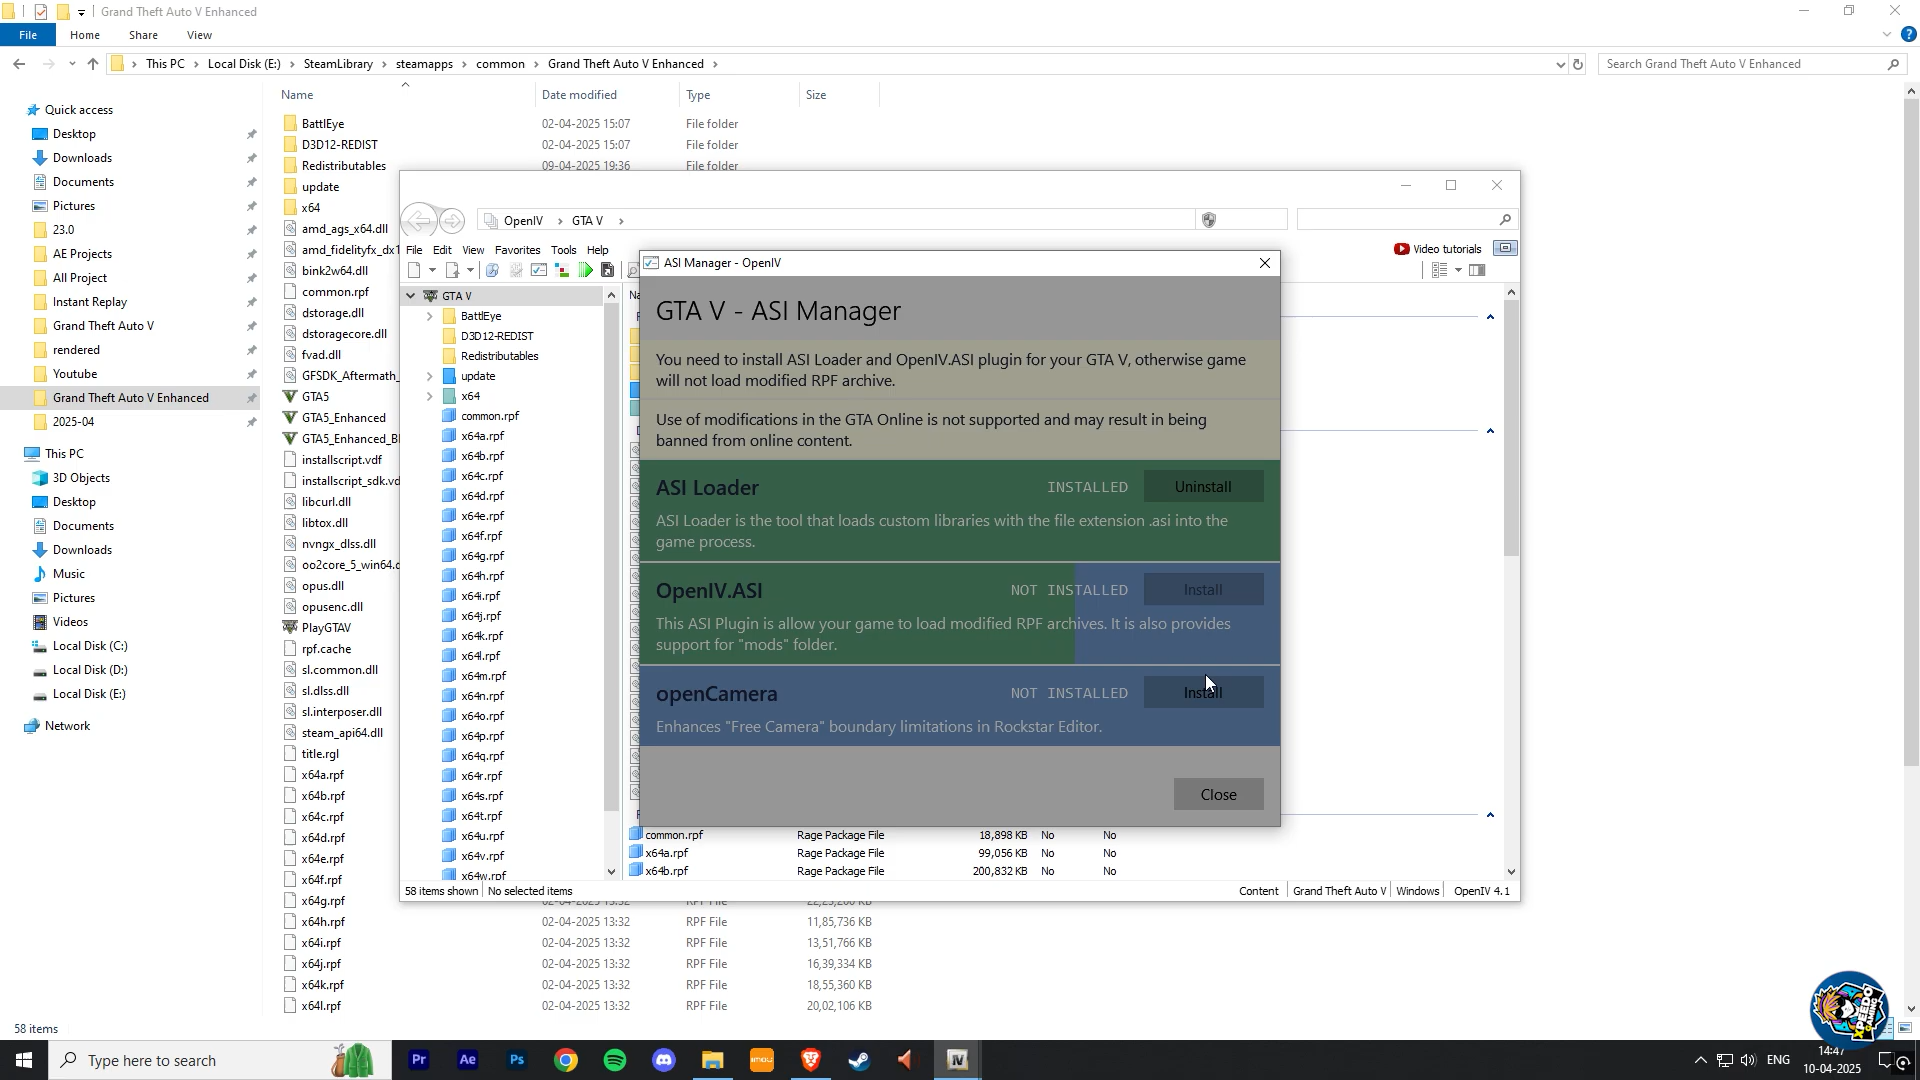 Grand Theft Auto V Enhanced
File Home Share View
This PC Local Disk (E:) SteamLibrary steamapps common Grand Theft Auto V Enhanced
Search Grand Theft Auto V Enhanced
Name Date modified Type Size
Quick access
Desktop
Downloads
Documents
Pictures
23.0
AE Projects
All Project
Instant Replay
Grand Theft Auto V
rendered
Youtube
Grand Theft Auto V Enhanced
2025-04
This PC
3D Objects
Desktop
Documents
Downloads
Music
Pictures
Videos
Local Disk (C:)
Local Disk (D:)
Local Disk (E:)
Network
BattlEye 02-04-2025 15:07 File folder
D3D12-REDIST 02-04-2025 15:07 File folder
Redistributables 09-04-2025 19:36 File folder
update
x64
amd_ags_x64.dll
amd_fidelityfx_dx1
bink2w64.dll
common.rpf
dstorage.dll
dstoragecore.dll
fvad.dll
GFSDK_Aftermath_
GTA5
GTA5_Enhanced
GTA5_Enhanced_B
installscript.vdf
installscript_sdk.vd
libcurl.dll
libtox.dll
nvngx_dlss.dll
oo2core_5_win64.d
opus.dll
opusenc.dll
PlayGTAV
rpf.cache
sl.common.dll
sl.dlss.dll
sl.interposer.dll
steam_api64.dll
title.rgl
x64a.rpf
x64b.rpf
x64c.rpf
x64d.rpf
x64e.rpf
x64f.rpf
x64g.rpf 02-04-2025 13:32 RPF File
x64h.rpf 02-04-2025 13:32 RPF File 11,85,736 KB
x64i.rpf 02-04-2025 13:32 RPF File 13,51,766 KB
x64j.rpf 02-04-2025 13:32 RPF File 16,39,334 KB
x64k.rpf 02-04-2025 13:32 RPF File 18,55,360 KB
x64l.rpf 02-04-2025 13:32 RPF File 20,02,106 KB
58 items
OpenIV GTA V
File Edit View Favorites Tools Help
Video tutorials
GTA V
BattlEye
D3D12-REDIST
Redistributables
update
x64
common.rpf
x64a.rpf
x64b.rpf
x64c.rpf
x64d.rpf
x64e.rpf
x64f.rpf
x64g.rpf
x64h.rpf
x64i.rpf
x64j.rpf
x64k.rpf
x64l.rpf
x64m.rpf
x64n.rpf
x64o.rpf
x64p.rpf
x64q.rpf
x64r.rpf
x64s.rpf
x64t.rpf
x64u.rpf
x64v.rpf
x64w.rpf
Na
ASI Manager - OpenIV
GTA V - ASI Manager
You need to install ASI Loader and OpenIV.ASI plugin for your GTA V, otherwise game
will not load modified RPF archive.
Use of modifications in the GTA Online is not supported and may result in being
banned from online content.
ASI Loader INSTALLED Uninstall
ASI Loader is the tool that loads custom libraries with the file extension .asi into the
game process.
OpenIV.ASI NOT INSTALLED Install
This ASI Plugin is allow your game to load modified RPF archives. It is also provides
support for "mods" folder.
openCamera NOT INSTALLED Install
Enhances "Free Camera" boundary limitations in Rockstar Editor.
Close
common.rpf Rage Package File 18,898 KB No No
x64a.rpf Rage Package File 99,056 KB No No
x64b.rpf Rage Package File 200,832 KB No No
58 items shown No selected items Content Grand Theft Auto V Windows OpenIV 4.1
Type here to search
Pr Ae Ps IV
ENG
14:47
10-04-2025